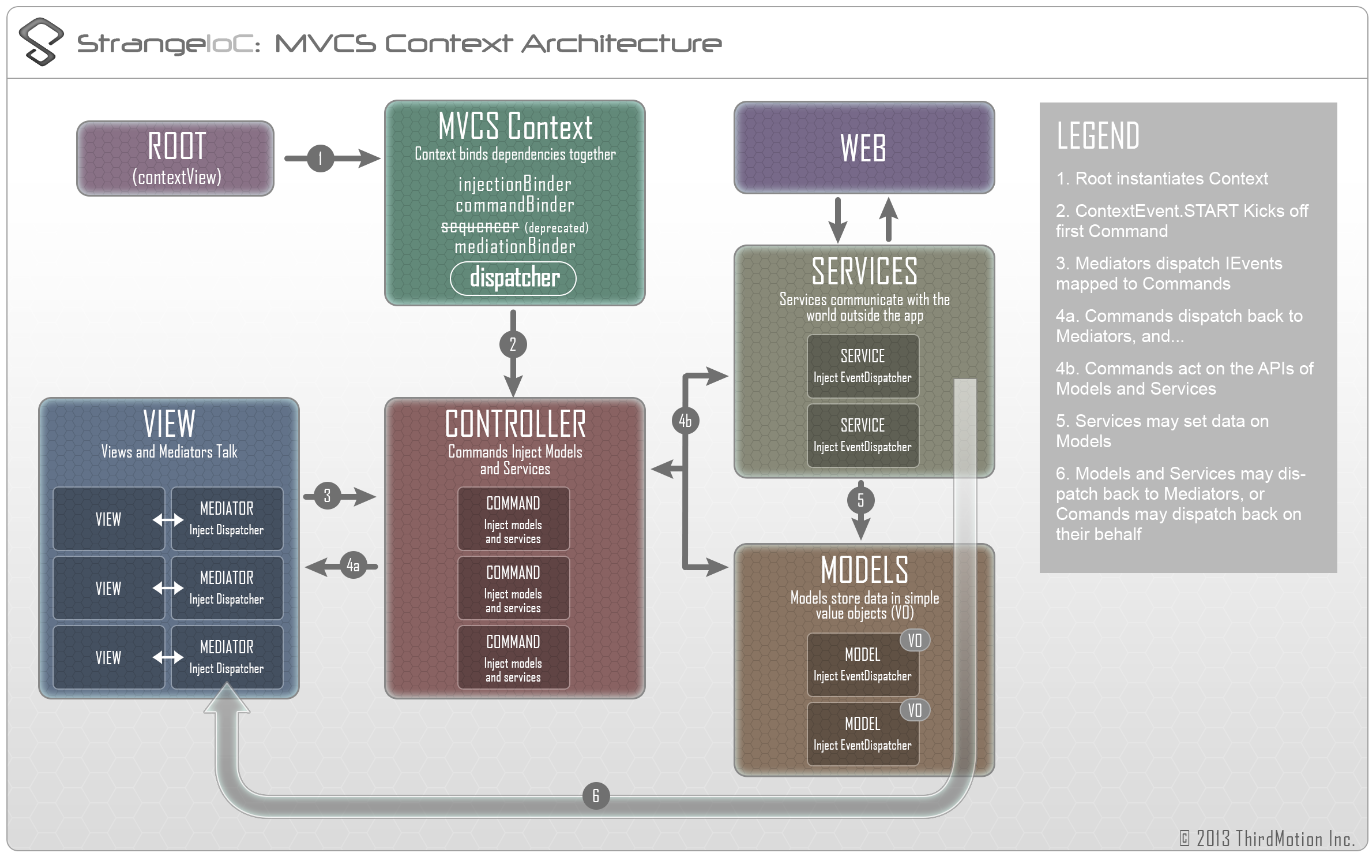 StrangeIoC: MVCS Context Architecture
ROOT
(contextView)
1
MVCS Context
Context binds dependencies together
injectionBinder
commandBinder
sequencer (deprecated)
mediationBinder
dispatcher
2
WEB
SERVICES
Services communicate with the
world outside the app
SERVICE
Inject EventDispatcher
SERVICE
Inject EventDispatcher
VIEW
Views and Mediators Talk
VIEW
MEDIATOR
Inject Dispatcher
VIEW
MEDIATOR
Inject Dispatcher
VIEW
MEDIATOR
Inject Dispatcher
3
4a
CONTROLLER
Commands Inject Models
and Services
COMMAND
Inject models
and services
COMMAND
Inject models
and services
COMMAND
Inject models
and services
4b
5
MODELS
Models store data in simple
value objects (VO)
VO
MODEL
Inject EventDispatcher
VO
MODEL
Inject EventDispatcher
6
LEGEND
1. Root instantiates Context
2. ContextEvent.START Kicks off
first Command
3. Mediators dispatch IEvents
mapped to Commands
4a. Commands dispatch back to
Mediators, and...
4b. Commands act on the APIs of
Models and Services
5. Services may set data on
Models
6. Models and Services may dis-
patch back to Mediators, or
Comands may dispatch back on
their behalf
© 2013 ThirdMotion Inc.